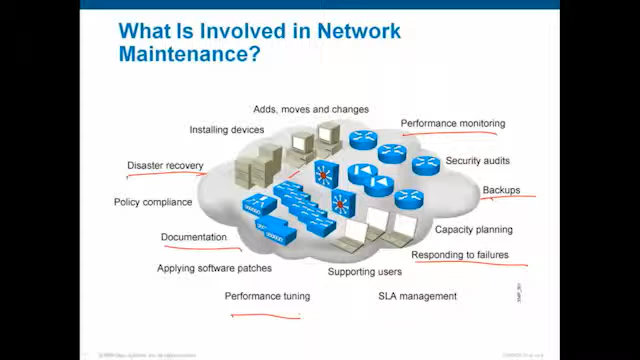 What Is Involved in Network
Maintenance?
Adds, moves and changes
Installing devices
Performance monitoring
Disaster recovery
Security audits
Policy compliance
Backups
Documentation
Capacity planning
Applying software patches
Supporting users
Responding to failures
Performance tuning
SLA management